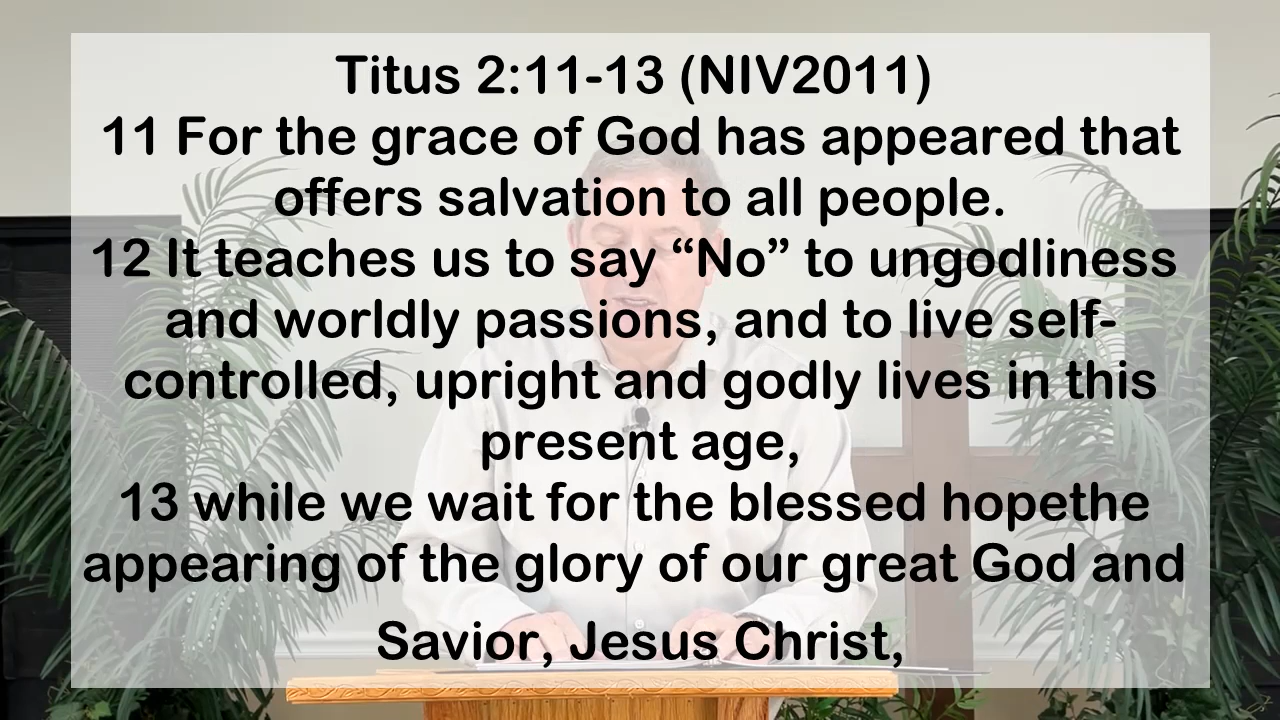 Titus 2:11-13 (NIV2011)
11 For the grace of God has appeared that
offers salvation to all people.
12 It teaches us to say “No” to ungodliness
and worldly passions, and to live self-
controlled, upright and godly lives in this
present age,
13 while we wait for the blessed hopethe
appearing of the glory of our great God and
Savior, Jesus Christ,